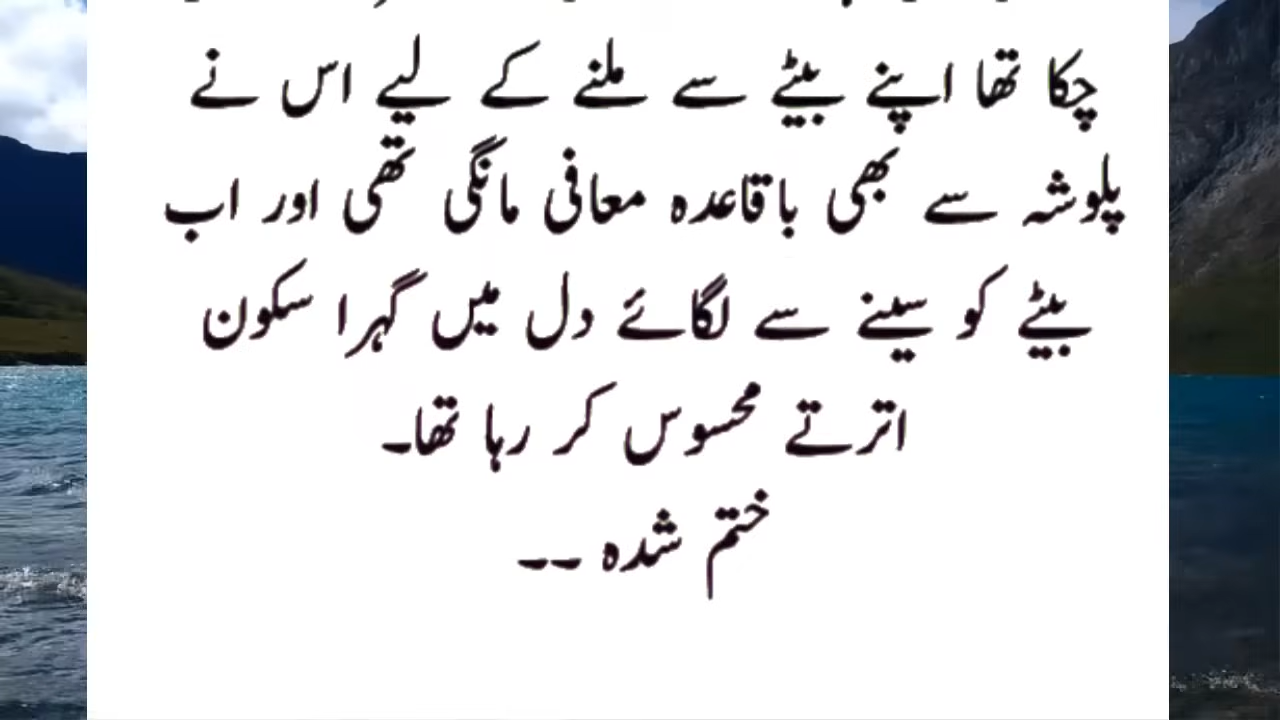 چکا تھا اپنے بیٹے سے ملنے کے لیے اس نے
پلوشہ سے بھی باقاعدہ معافی مانگی تھی اور اب
بیٹے کو سینے سے لگائے دل میں گہرا سکون
اترتے محسوس کر رہا تھا۔
ختم شدہ ۔۔